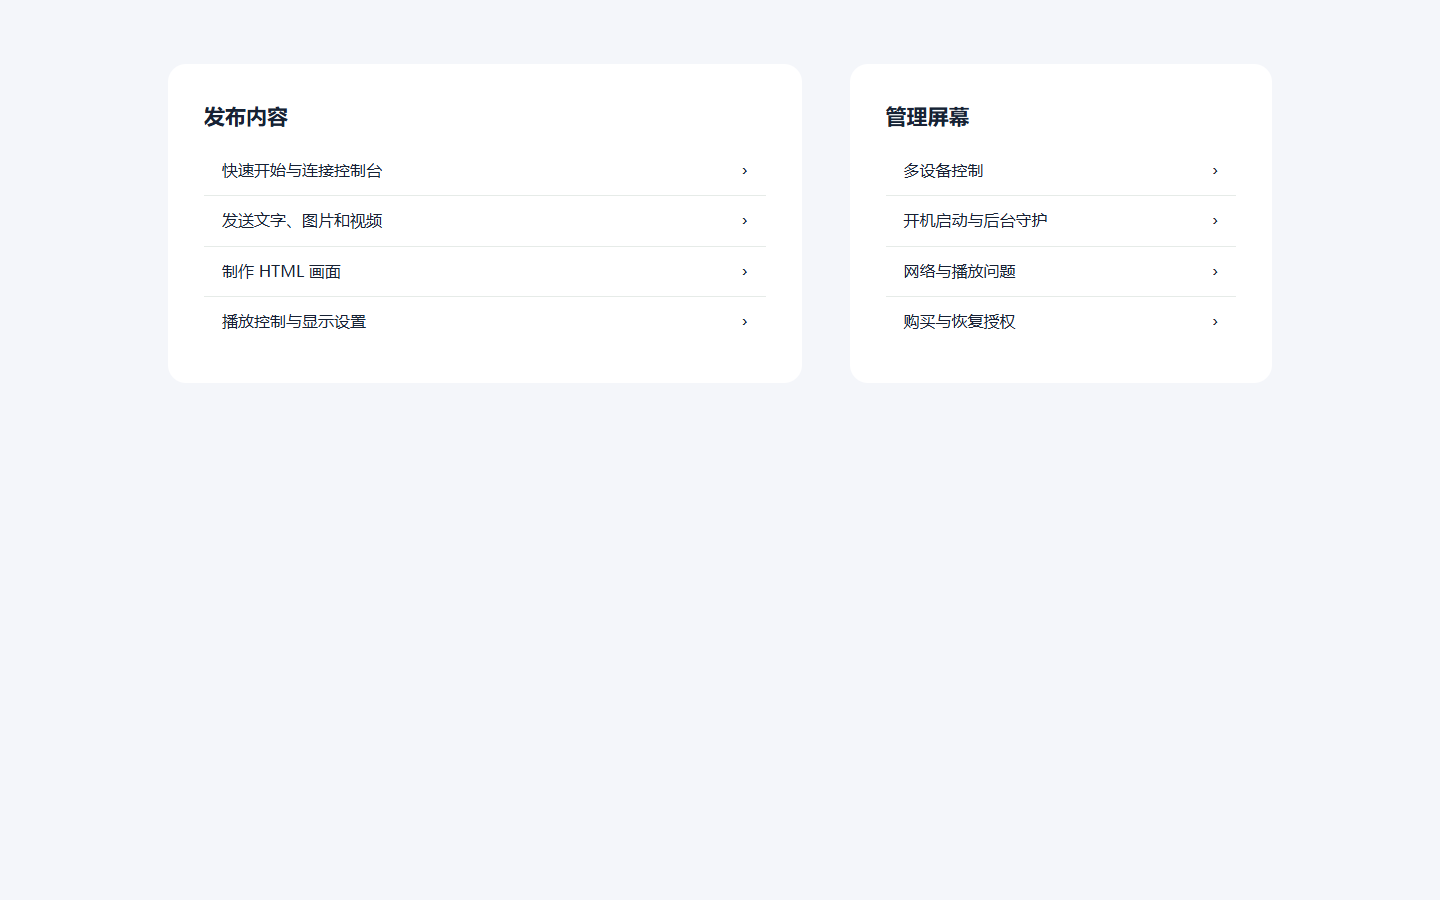 发布内容
快速开始与连接控制台 ›
发送文字、图片和视频 ›
制作 HTML 画面 ›
播放控制与显示设置 ›
管理屏幕
多设备控制 ›
开机启动与后台守护 ›
网络与播放问题 ›
购买与恢复授权 ›